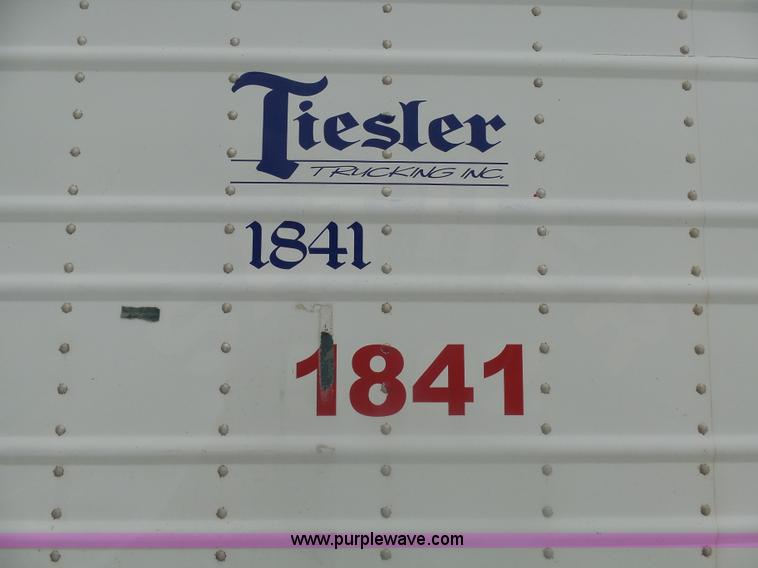 Tiesler
TRUCKING INC.
1841
1841
www.purplewave.com